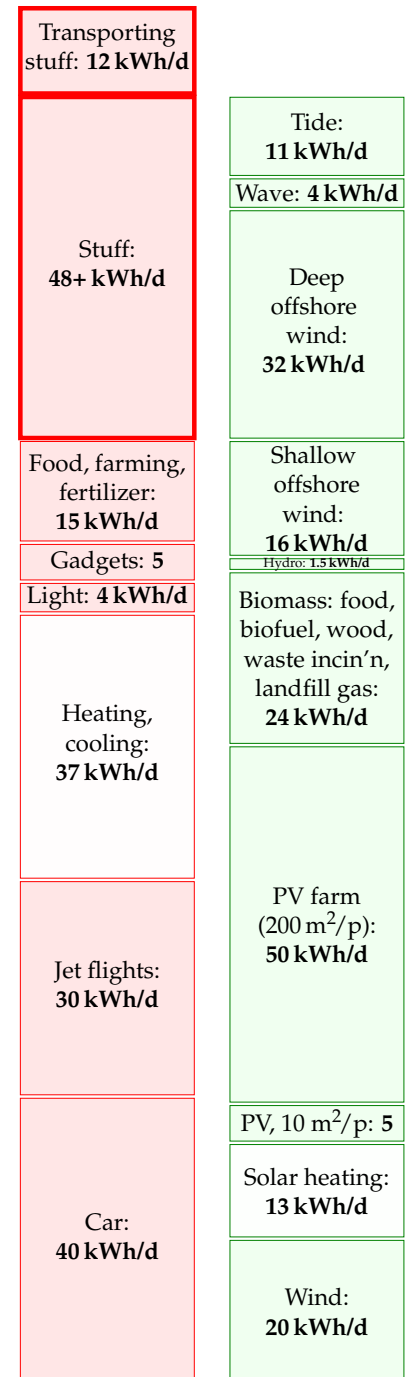 Transporting
stuff: 12 kWh/d
Stuff:
48+ kWh/d
Food, farming,
fertilizer:
15 kWh/d
Gadgets: 5
Light: 4 kWh/d
Heating,
cooling:
37 kWh/d
Jet flights:
30 kWh/d
Car:
40 kWh/d
Tide:
11 kWh/d
Wave: 4 kWh/d
Deep
offshore
wind:
32 kWh/d
Shallow
offshore
wind:
16 kWh/d
Hydro: 1.5 kWh/d
Biomass: food,
biofuel, wood,
waste incin’n,
landfill gas:
24 kWh/d
PV farm
(200 m²/p):
50 kWh/d
PV, 10 m²/p: 5
Solar heating:
13 kWh/d
Wind:
20 kWh/d